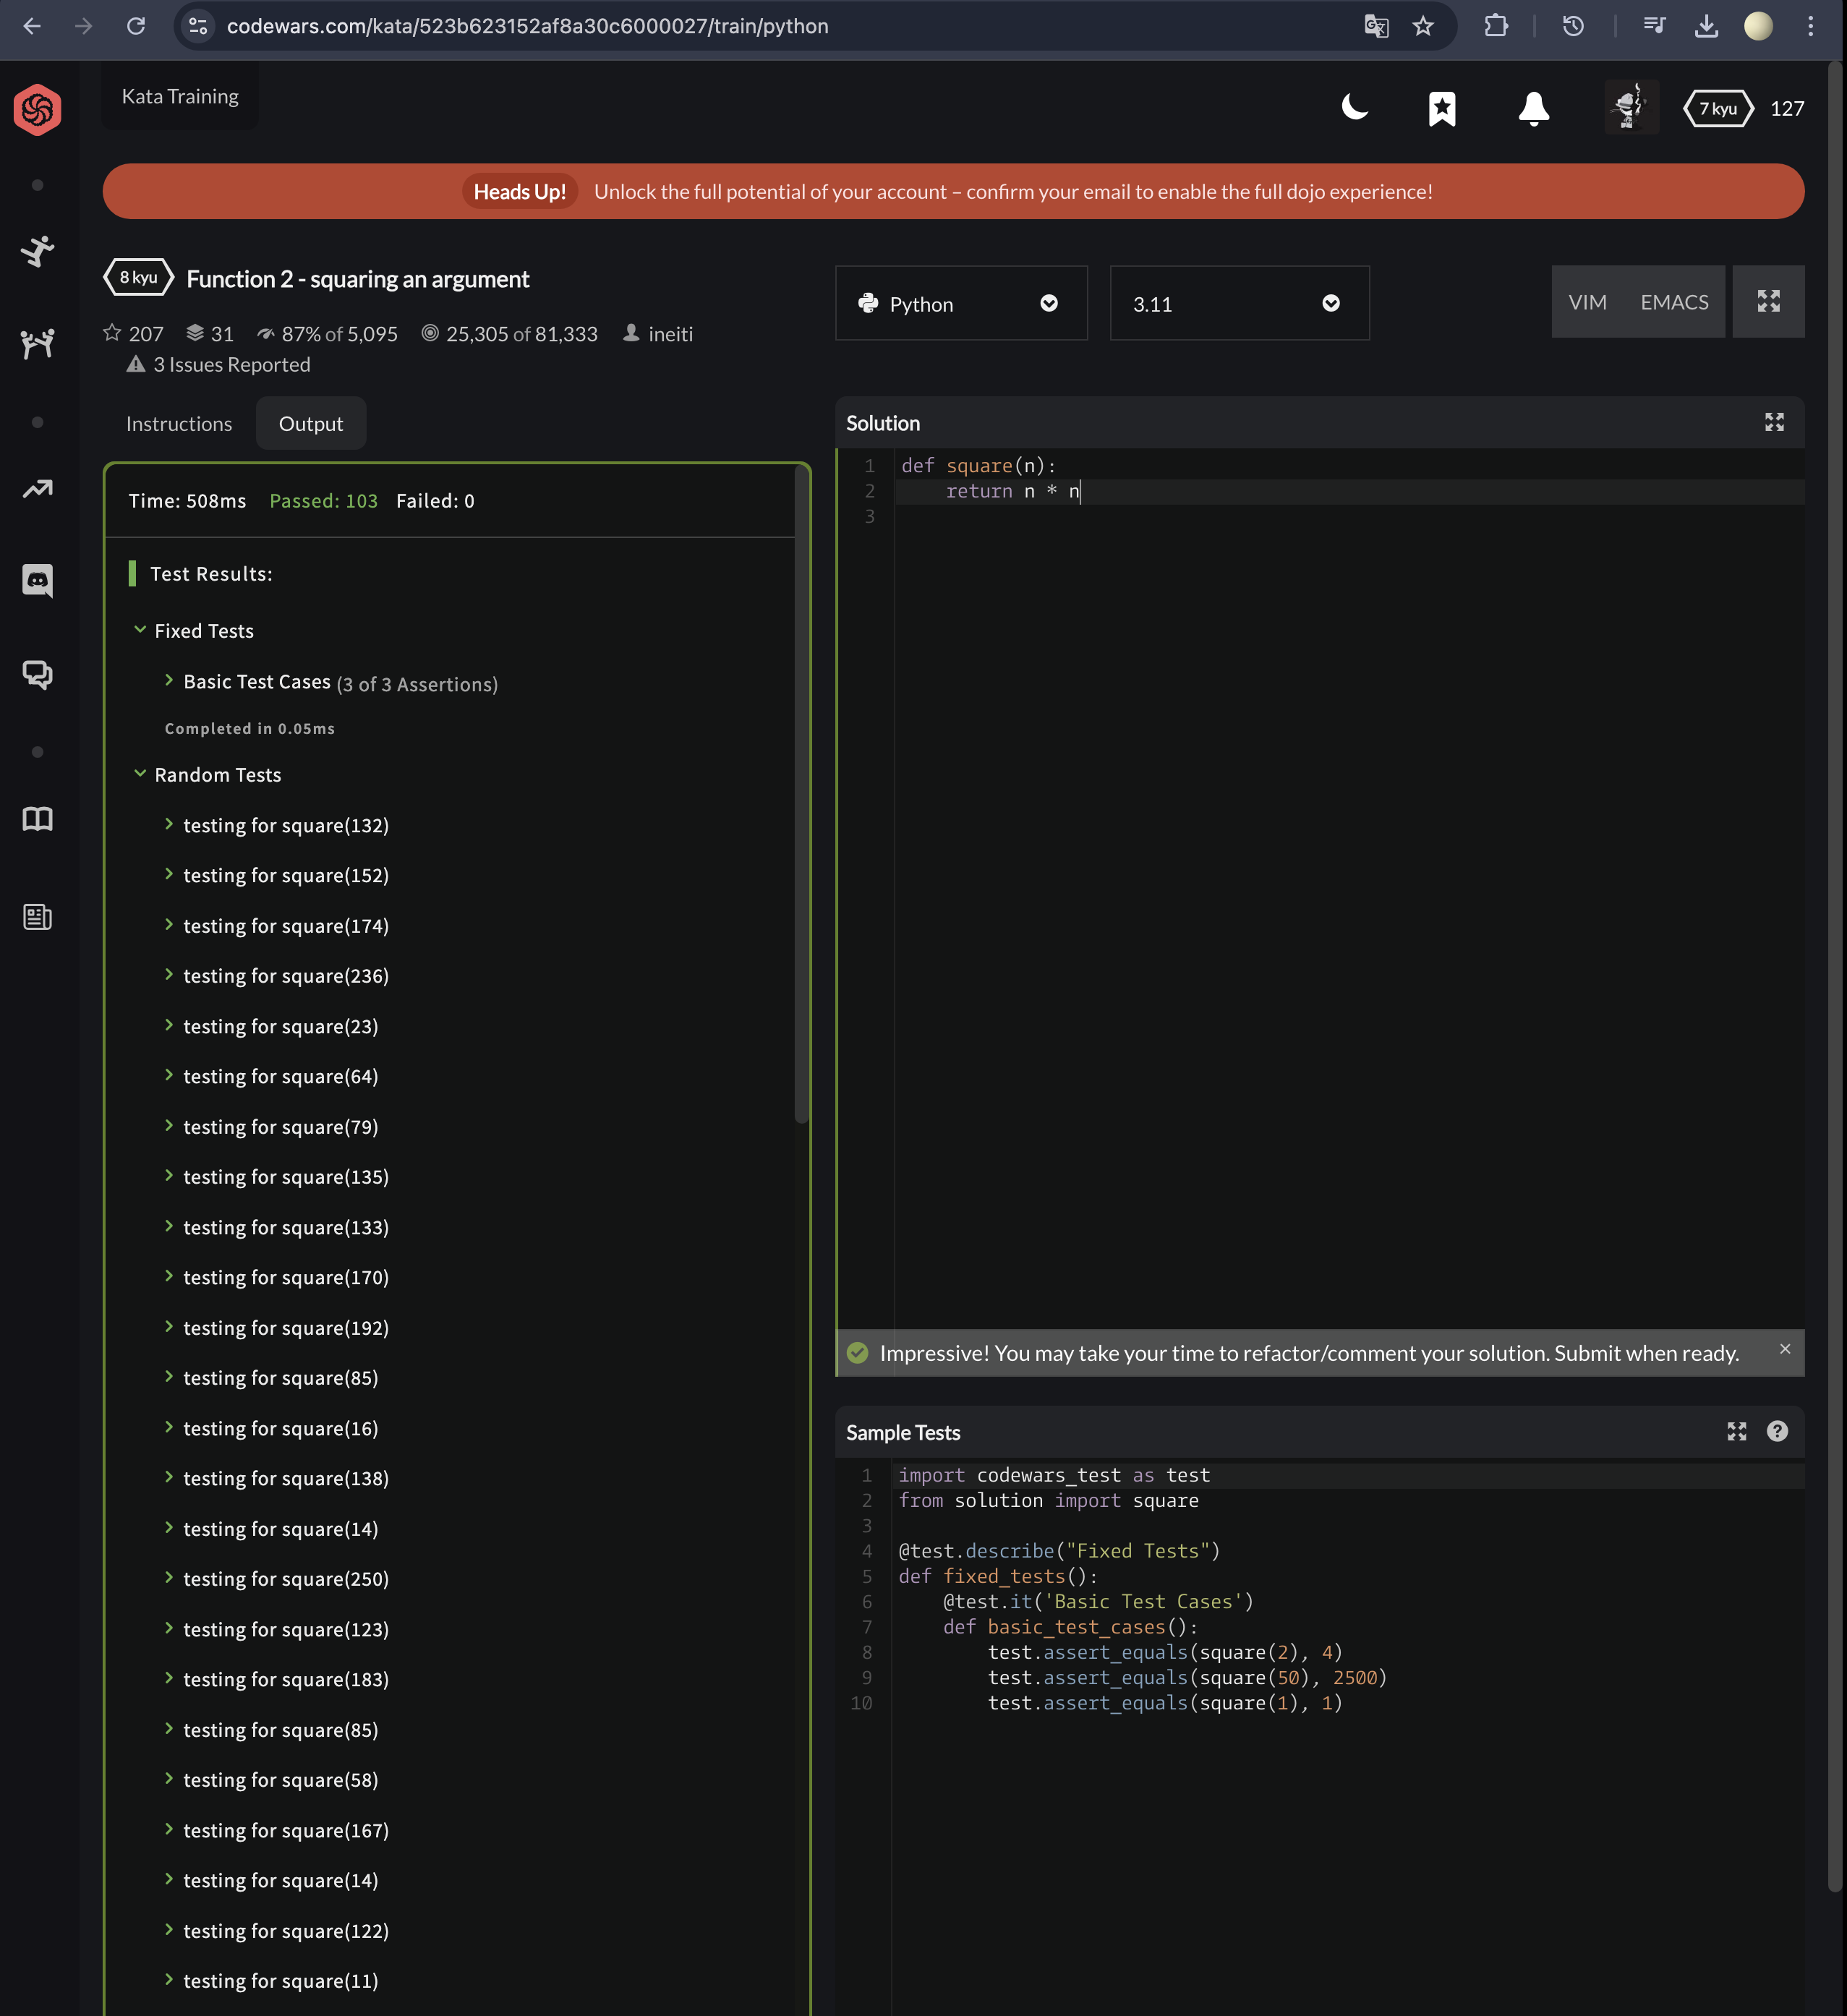 codewars.com/kata/523b623152af8a30c6000027/train/python
Kata Training
7 kyu
127
Heads Up! Unlock the full potential of your account – confirm your email to enable the full dojo experience!
8 kyu
Function 2 - squaring an argument
207 31 87% of 5,095 25,305 of 81,333 ineiti
3 Issues Reported
Python
3.11
VIM
EMACS
Instructions
Output
Time: 508ms Passed: 103 Failed: 0
Test Results:
Fixed Tests
Basic Test Cases (3 of 3 Assertions)
Completed in 0.05ms
Random Tests
testing for square(132)
testing for square(152)
testing for square(174)
testing for square(236)
testing for square(23)
testing for square(64)
testing for square(79)
testing for square(135)
testing for square(133)
testing for square(170)
testing for square(192)
testing for square(85)
testing for square(16)
testing for square(138)
testing for square(14)
testing for square(250)
testing for square(123)
testing for square(183)
testing for square(85)
testing for square(58)
testing for square(167)
testing for square(14)
testing for square(122)
testing for square(11)
Solution
1 def square(n):
2     return n * n
3
Impressive! You may take your time to refactor/comment your solution. Submit when ready.
Sample Tests
1 import codewars_test as test
2 from solution import square
3
4 @test.describe("Fixed Tests")
5 def fixed_tests():
6     @test.it('Basic Test Cases')
7     def basic_test_cases():
8         test.assert_equals(square(2), 4)
9         test.assert_equals(square(50), 2500)
10         test.assert_equals(square(1), 1)